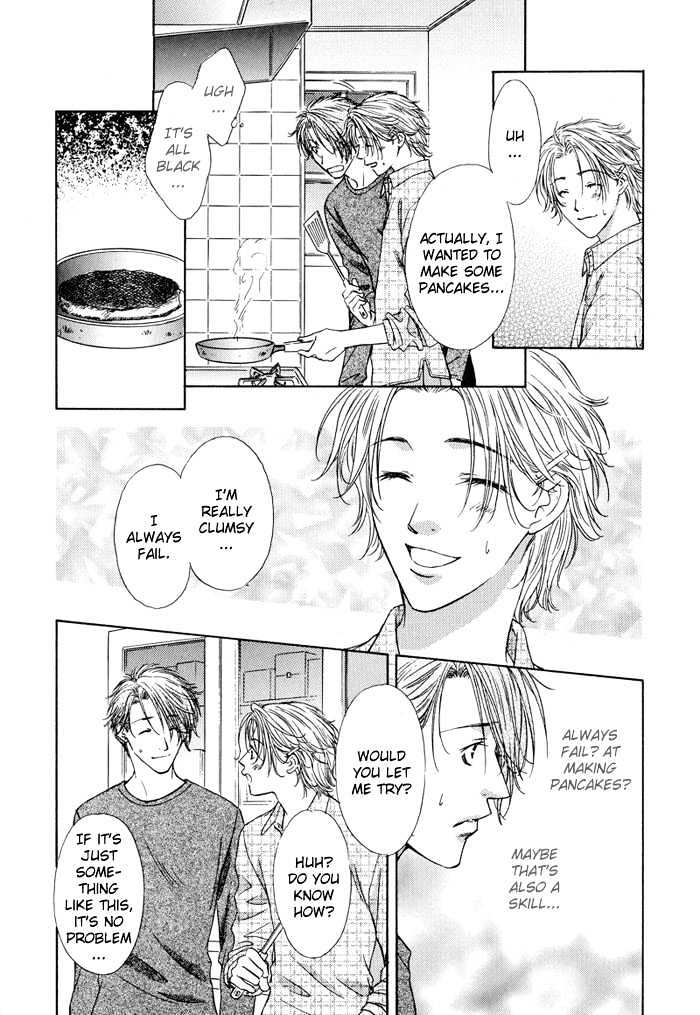 UH
...
ACTUALLY, I
WANTED TO
MAKE SOME
PANCAKES...
UGH
...
IT'S
ALL
BLACK
...
I'M
REALLY
CLUMSY
...
I
ALWAYS
FAIL.
ALWAYS
FAIL? AT
MAKING
PANCAKES?
MAYBE
THAT'S
ALSO A
SKILL...
WOULD
YOU LET
ME TRY?
HUH?
DO YOU
KNOW
HOW?
IF IT'S
JUST
SOME-
THING
LIKE THIS,
IT'S NO
PROBLEM
...